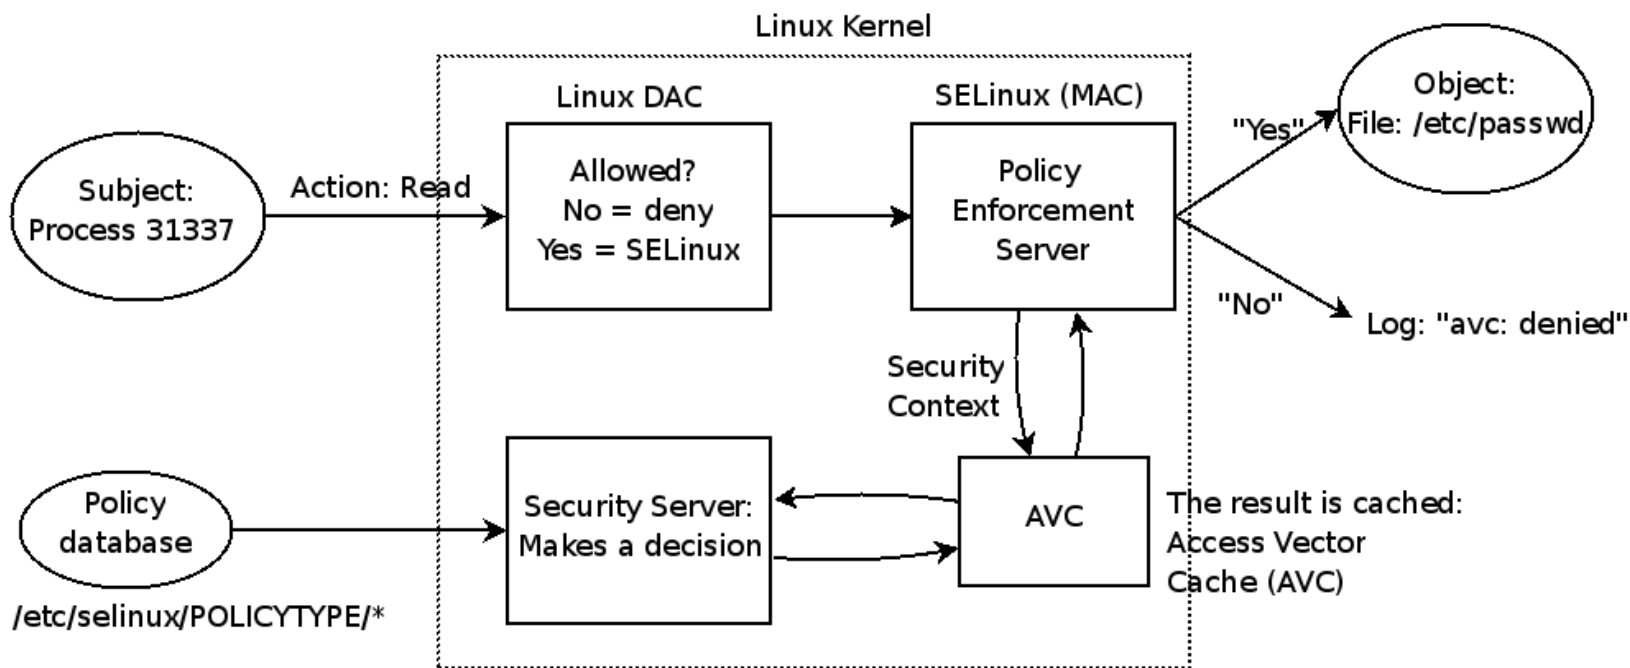 Linux Kernel
Linux DAC
SELinux (MAC)
Subject:
Process 31337
Action: Read
Allowed?
No = deny
Yes = SELinux
Policy
Enforcement
Server
"Yes"
Object:
File: /etc/passwd
"No"
Log: "avc: denied"
Security
Context
Policy
database
/etc/selinux/POLICYTYPE/*
Security Server:
Makes a decision
AVC
The result is cached:
Access Vector
Cache (AVC)